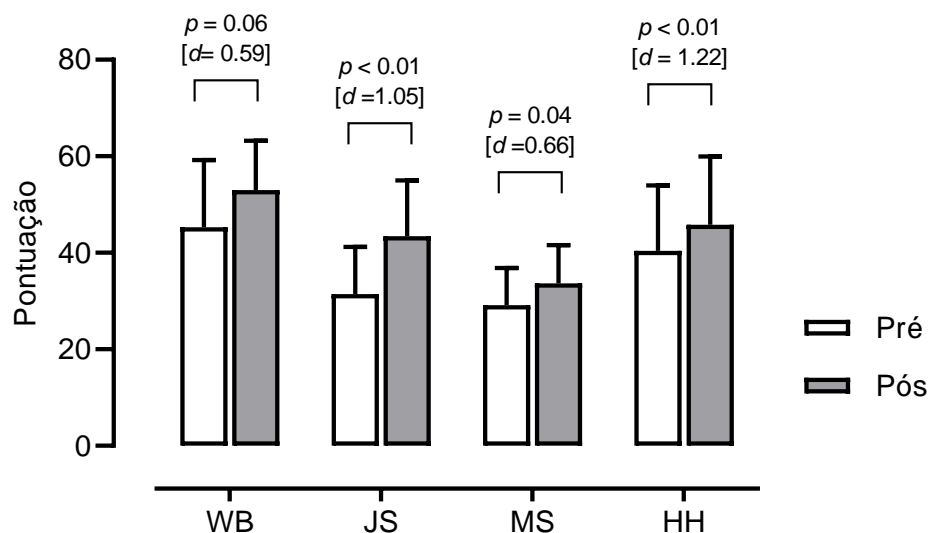 p = 0.06
[d= 0.59]
p < 0.01
[d =1.05]
p = 0.04
[d =0.66]
p < 0.01
[d = 1.22]
80
60
40
20
0
Pontuação
WB
JS
MS
HH
Pré
Pós